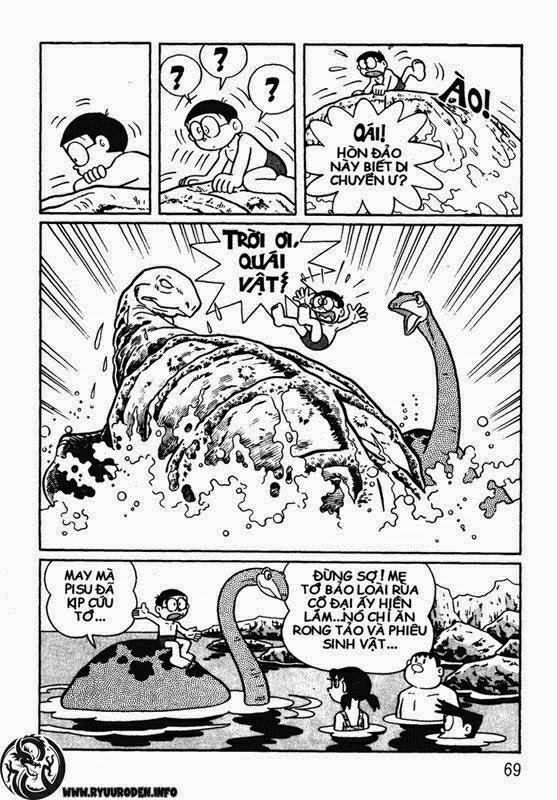 ?
?
?
ÀO!
QÁI!
HÒN ĐẢO
NÀY BIẾT DI
CHUYỂN Ư?
TRỜI ƠI,
QUÁI
VẬT!
MAY MÀ
PISU ĐÃ
KỊP CỨU
TỚ...
ĐỪNG SỢ! MẸ
TỚ BẢO LOÀI RÙA
CỔ ĐẠI ẤY HIỀN
LẮM...NÓ CHỈ ĂN
RONG TẢO VÀ PHIÊU
SINH VẬT...
WWW.RYUURODEN.INFO
69